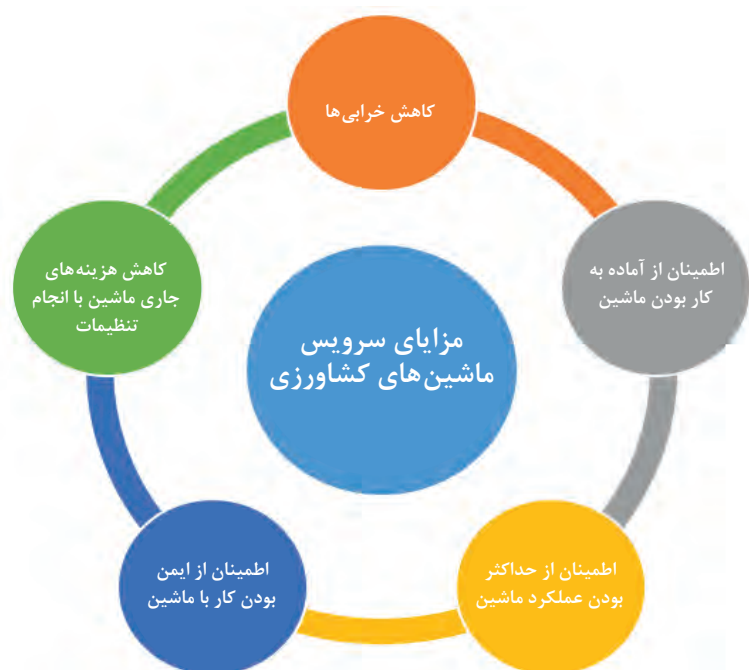 کاهش خرابی‌ها
اطمینان از آماده به
کار بودن ماشین
کاهش هزینه‌های
جاری ماشین با انجام
تنظیمات
مزایای سرویس
ماشین‌های کشاورزی
اطمینان از حداکثر
بودن عملکرد ماشین
اطمینان از ایمن
بودن کار با ماشین